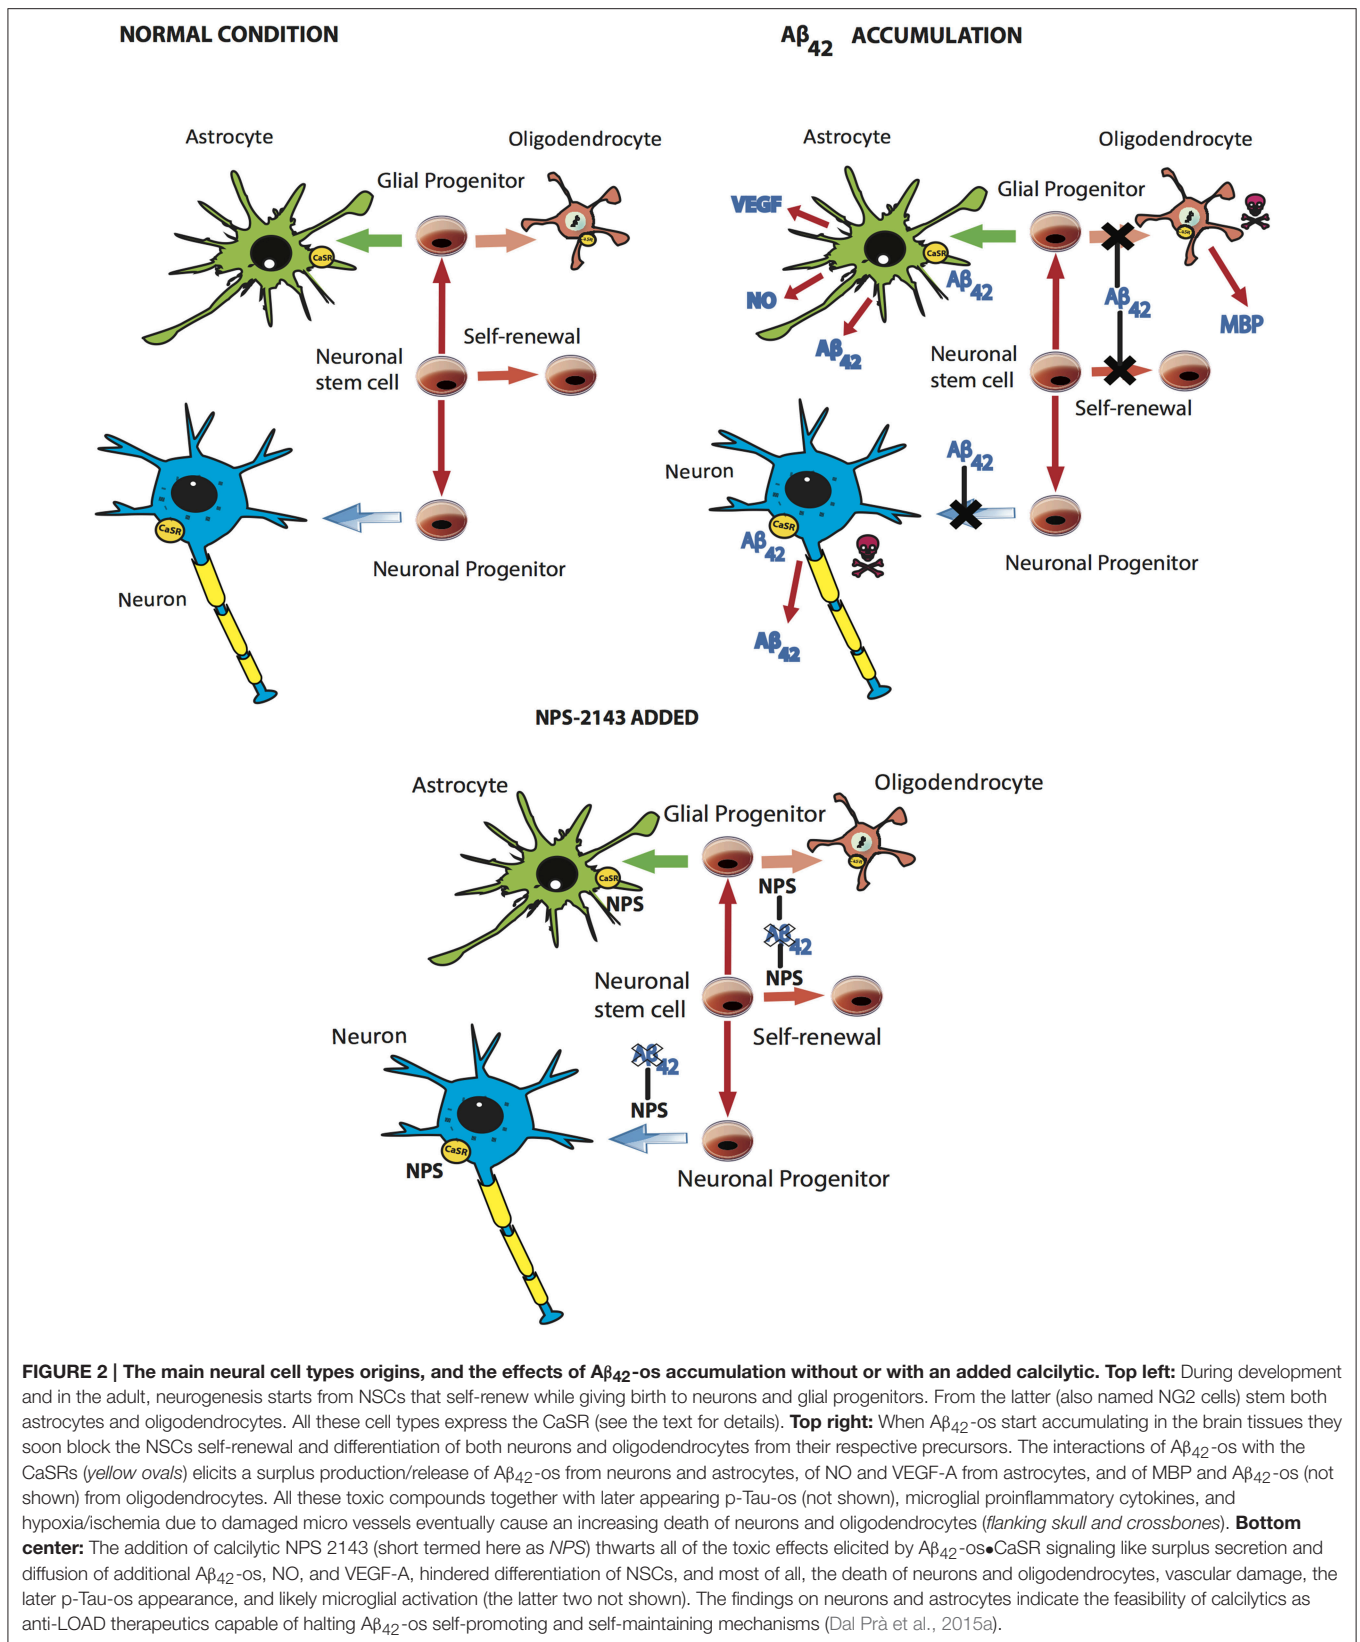 NORMAL CONDITION
Astrocyte
Oligodendrocyte
Glial Progenitor
CaSR
CaSR
Self-renewal
Neuronal
stem cell
CaSR
Neuronal Progenitor
Neuron
Aβ42 ACCUMULATION
Astrocyte
Oligodendrocyte
Glial Progenitor
VEGF
CaSR
CaSR
Aβ42
NO
Aβ42
MBP
Aβ42
Neuronal
stem cell
Self-renewal
Neuron
Aβ42
CaSR
Aβ42
Neuronal Progenitor
Aβ42
NPS-2143 ADDED
Astrocyte
Oligodendrocyte
Glial Progenitor
CaSR
CaSR
NPS
NPS
Aβ42
NPS
Neuronal
stem cell
Self-renewal
Neuron
Aβ42
NPS
CaSR
NPS
Neuronal Progenitor
FIGURE 2 | The main neural cell types origins, and the effects of Aβ42-os accumulation without or with an added calcilytic. Top left: During development
and in the adult, neurogenesis starts from NSCs that self-renew while giving birth to neurons and glial progenitors. From the latter (also named NG2 cells) stem both
astrocytes and oligodendrocytes. All these cell types express the CaSR (see the text for details). Top right: When Aβ42-os start accumulating in the brain tissues they
soon block the NSCs self-renewal and differentiation of both neurons and oligodendrocytes from their respective precursors. The interactions of Aβ42-os with the
CaSRs (yellow ovals) elicits a surplus production/release of Aβ42-os from neurons and astrocytes, of NO and VEGF-A from astrocytes, and of MBP and Aβ42-os (not
shown) from oligodendrocytes. All these toxic compounds together with later appearing p-Tau-os (not shown), microglial proinflammatory cytokines, and
hypoxia/ischemia due to damaged micro vessels eventually cause an increasing death of neurons and oligodendrocytes (flanking skull and crossbones). Bottom
center: The addition of calcilytic NPS 2143 (short termed here as NPS) thwarts all of the toxic effects elicited by Aβ42-os•CaSR signaling like surplus secretion and
diffusion of additional Aβ42-os, NO, and VEGF-A, hindered differentiation of NSCs, and most of all, the death of neurons and oligodendrocytes, vascular damage, the
later p-Tau-os appearance, and likely microglial activation (the latter two not shown). The findings on neurons and astrocytes indicate the feasibility of calcilytics as
anti-LOAD therapeutics capable of halting Aβ42-os self-promoting and self-maintaining mechanisms (Dal Prà et al., 2015a).